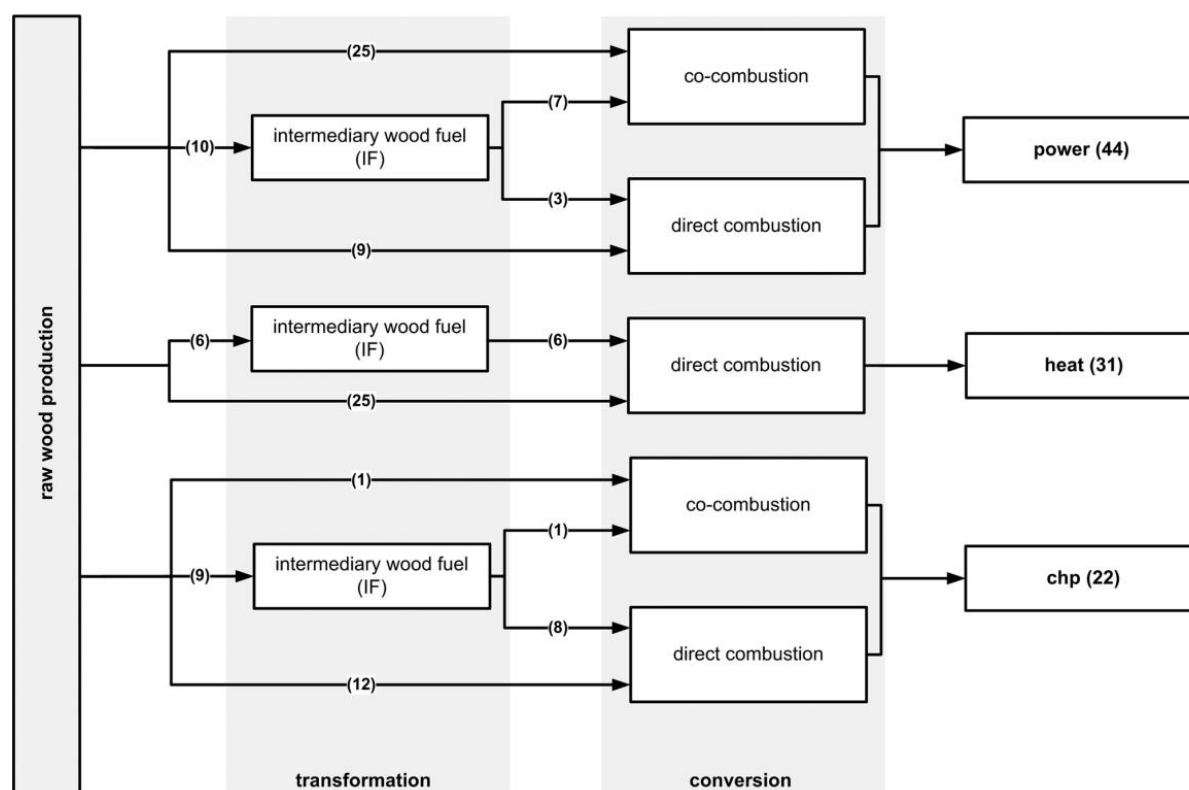 raw wood production
(25)
co-combustion
(7)
intermediary wood fuel
(IF)
(10)
power (44)
(3)
direct combustion
(9)
intermediary wood fuel
(IF)
(6)
(6)
direct combustion
heat (31)
(25)
(1)
co-combustion
(1)
intermediary wood fuel
(IF)
(9)
chp (22)
(8)
direct combustion
(12)
transformation
conversion